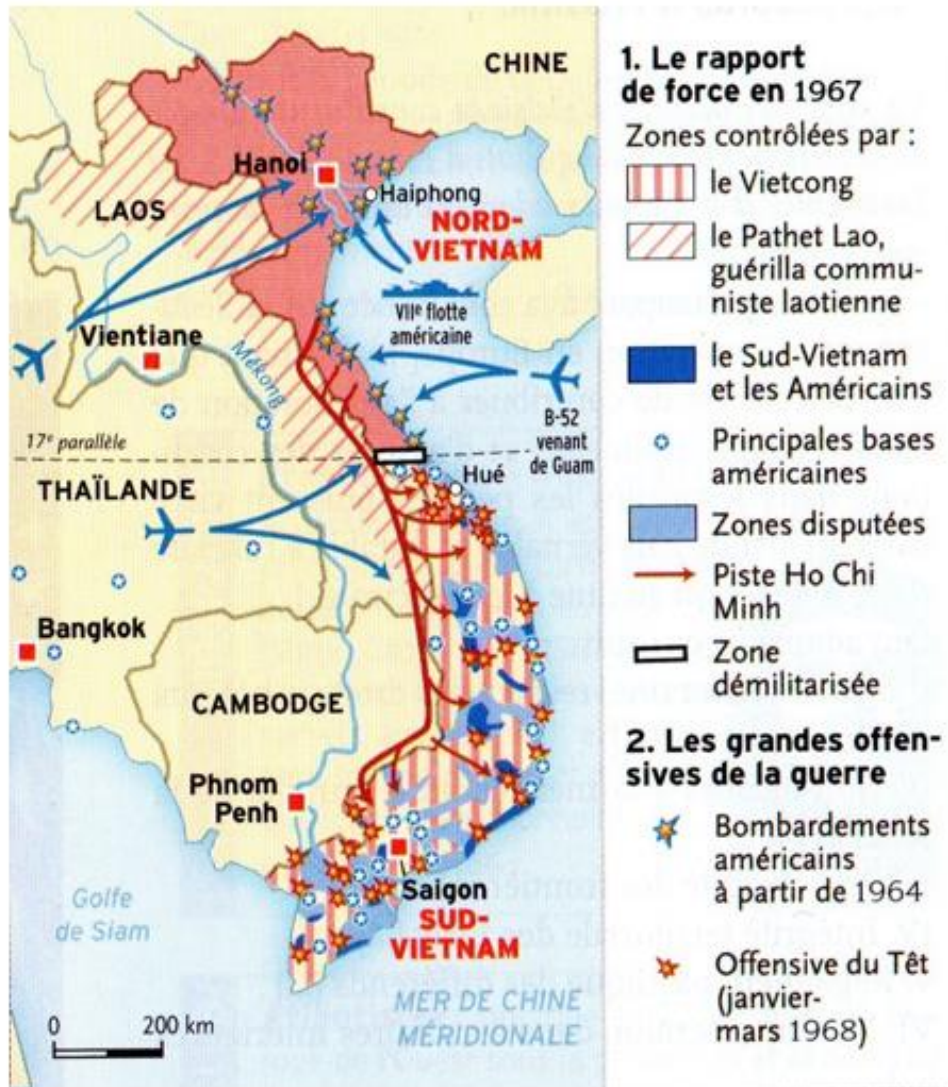 CHINE
Hanoi
Haiphong
LAOS
NORD-
VIETNAM
VIIe flotte
américaine
Vientiane
Mékong
B-52
venant
de Guam
17e parallèle
Hué
THAÏLANDE
Bangkok
CAMBODGE
Phnom
Penh
Golfe
de Siam
Saigon
SUD-
VIETNAM
MER DE CHINE
MÉRIDIONALE
0 200 km
1. Le rapport
de force en 1967
Zones contrôlées par :
le Vietcong
le Pathet Lao,
guérilla commu-
niste laotienne
le Sud-Vietnam
et les Américains
Principales bases
américaines
Zones disputées
Piste Ho Chi
Minh
Zone
démilitarisée
2. Les grandes offen-
sives de la guerre
Bombardements
américains
à partir de 1964
Offensive du Têt
(janvier-
mars 1968)